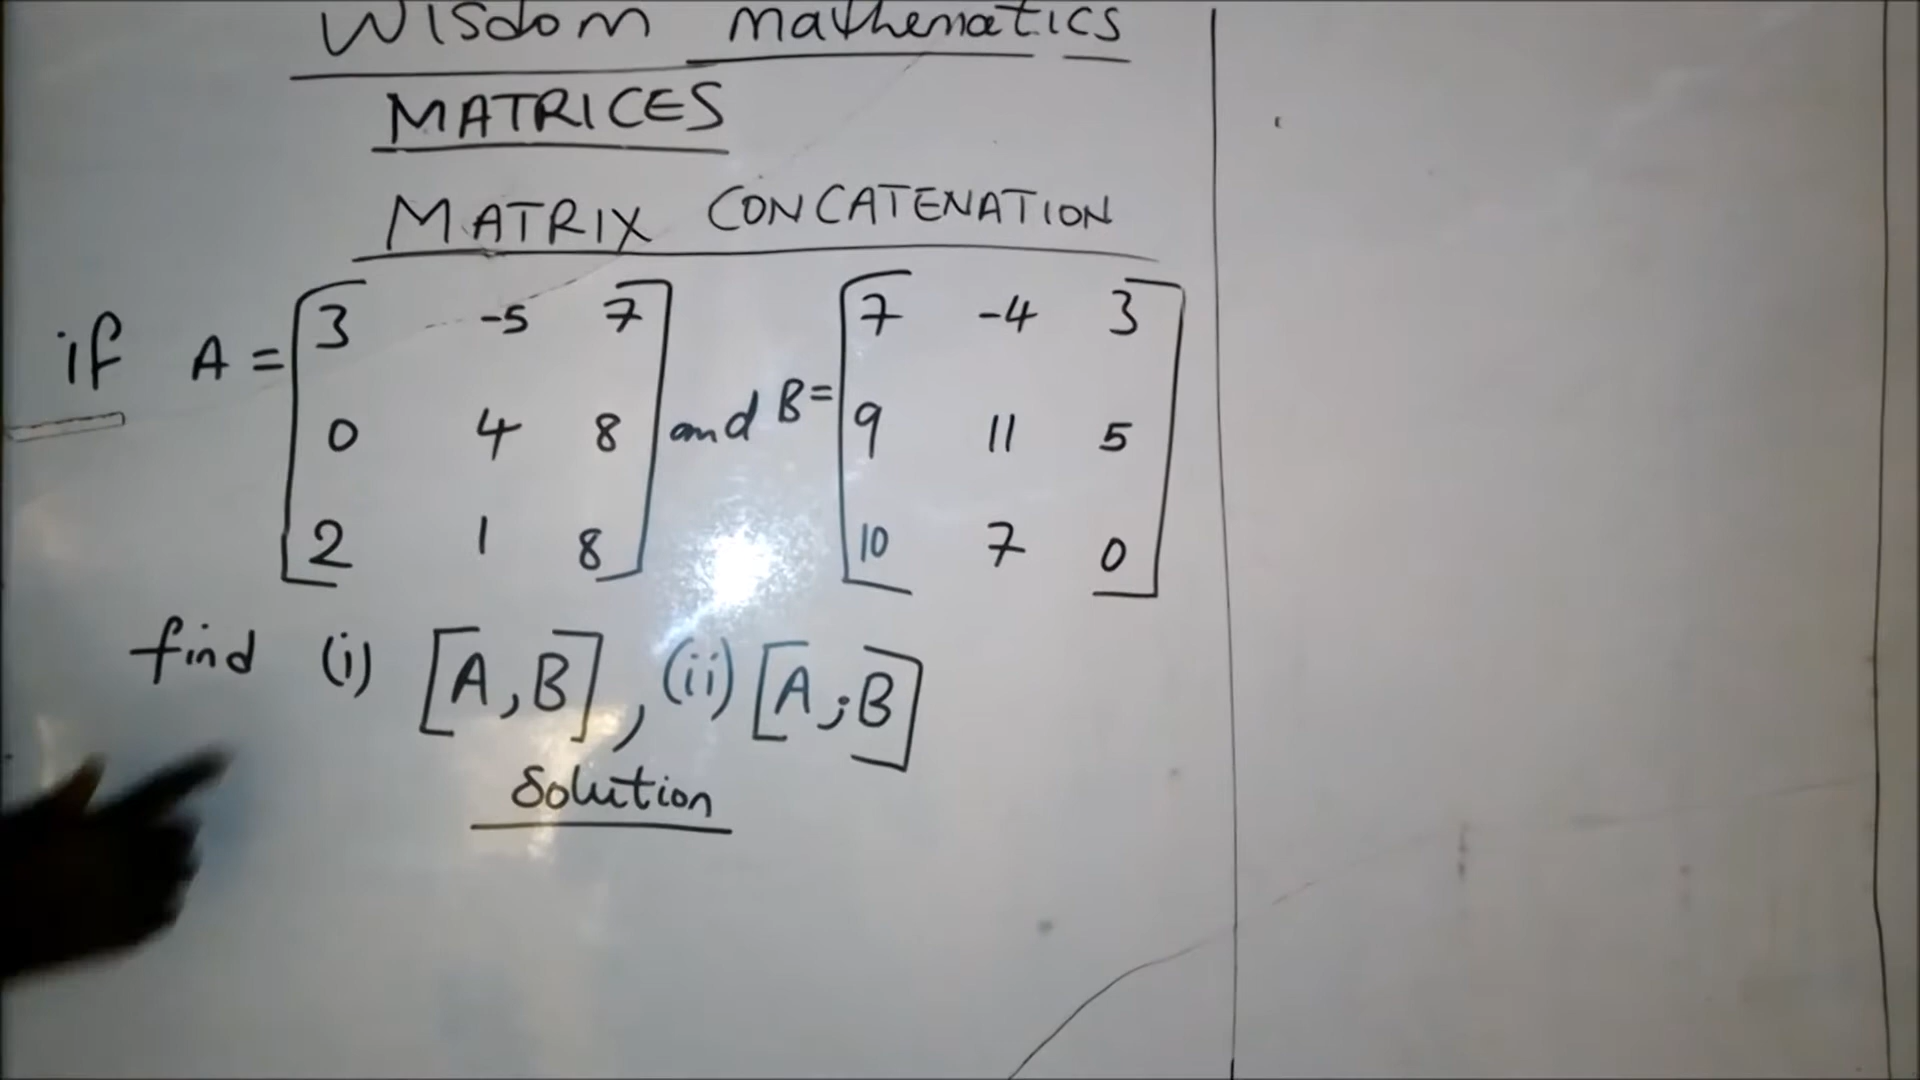 Wisdom mathematics
MATRICES
MATRIX CONCATENATION
if A = [3 -5 7
0 4 8
2 1 8] and B = [7 -4 3
9 11 5
10 7 0]
find (i) [A, B], (ii) [A; B]
Solution